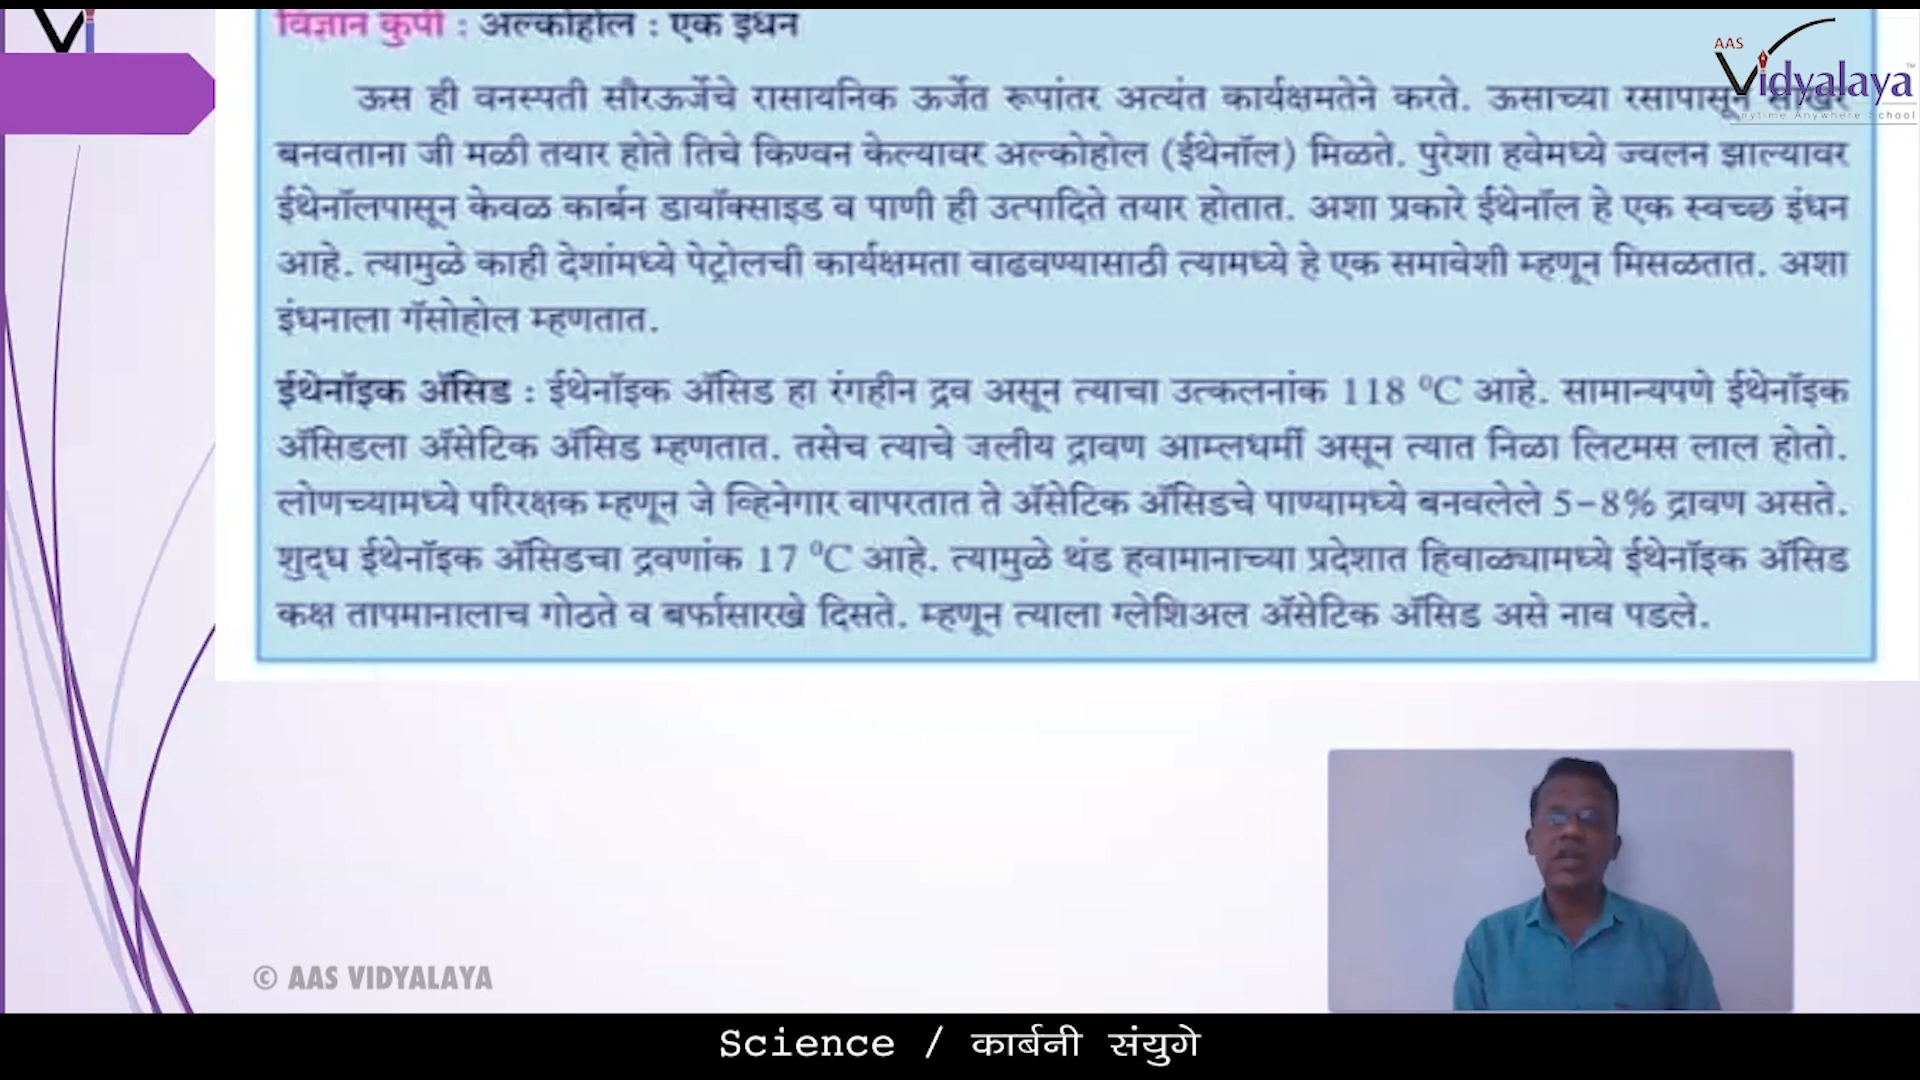 विज्ञान कुपी : अल्कोहोल : एक इंधन
AAS
Vidyalaya
TM
Anytime Anywhere School
ऊस ही वनस्पती सौरऊर्जेचे रासायनिक ऊर्जेत रूपांतर अत्यंत कार्यक्षमतेने करते. ऊसाच्या रसापासून साखर
बनवताना जी मळी तयार होते तिचे किण्वन केल्यावर अल्कोहोल (ईथेनॉल) मिळते. पुरेशा हवेमध्ये ज्वलन झाल्यावर
ईथेनॉलपासून केवळ कार्बन डायॉक्साइड व पाणी ही उत्पादिते तयार होतात. अशा प्रकारे ईथेनॉल हे एक स्वच्छ इंधन
आहे. त्यामुळे काही देशांमध्ये पेट्रोलची कार्यक्षमता वाढवण्यासाठी त्यामध्ये हे एक समावेशी म्हणून मिसळतात. अशा
इंधनाला गॅसोहोल म्हणतात.
ईथेनॉइक ॲसिड : ईथेनॉइक ॲसिड हा रंगहीन द्रव असून त्याचा उत्कलनांक 118 °C आहे. सामान्यपणे ईथेनॉइक
ॲसिडला ॲसेटिक ॲसिड म्हणतात. तसेच त्याचे जलीय द्रावण आम्लधर्मी असून त्यात निळा लिटमस लाल होतो.
लोणच्यामध्ये परिरक्षक म्हणून जे व्हिनेगार वापरतात ते ॲसेटिक ॲसिडचे पाण्यामध्ये बनवलेले 5-8% द्रावण असते.
शुद्ध ईथेनॉइक ॲसिडचा द्रवणांक 17 °C आहे. त्यामुळे थंड हवामानाच्या प्रदेशात हिवाळ्यामध्ये ईथेनॉइक ॲसिड
कक्ष तापमानालाच गोठते व बर्फासारखे दिसते. म्हणून त्याला ग्लेशिअल ॲसेटिक ॲसिड असे नाव पडले.
© AAS VIDYALAYA
Science / कार्बनी संयुगे